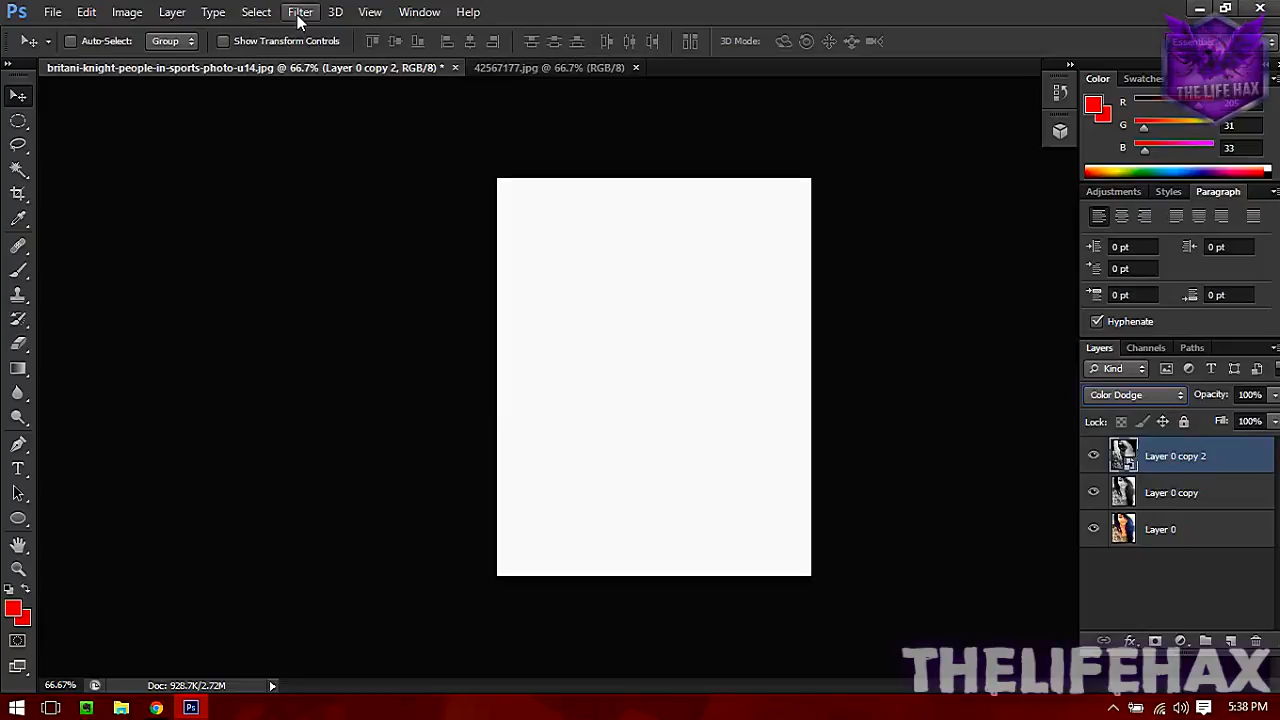 Ps File Edit Image Layer Type Select Filter 3D View Window Help
Auto-Select: Group Show Transform Controls 3D Mode: Essentials
THE LIFE HAX
britani-knight-people-in-sports-photo-u14.jpg @ 66.7% (Layer 0 copy 2, RGB/8) * × 42567177.jpg @ 66.7% (RGB/8) ×
Color Swatches
R 205
G 31
B 33
Adjustments Styles Paragraph
0 pt 0 pt
0 pt
0 pt 0 pt
Hyphenate
Layers Channels Paths
Kind T
Color Dodge Opacity: 100%
Lock: Fill: 100%
Layer 0 copy 2
Layer 0 copy
Layer 0
fx
THELIFEHAX
66.67% Doc: 928.7K/2.72M
Ps 5:38 PM